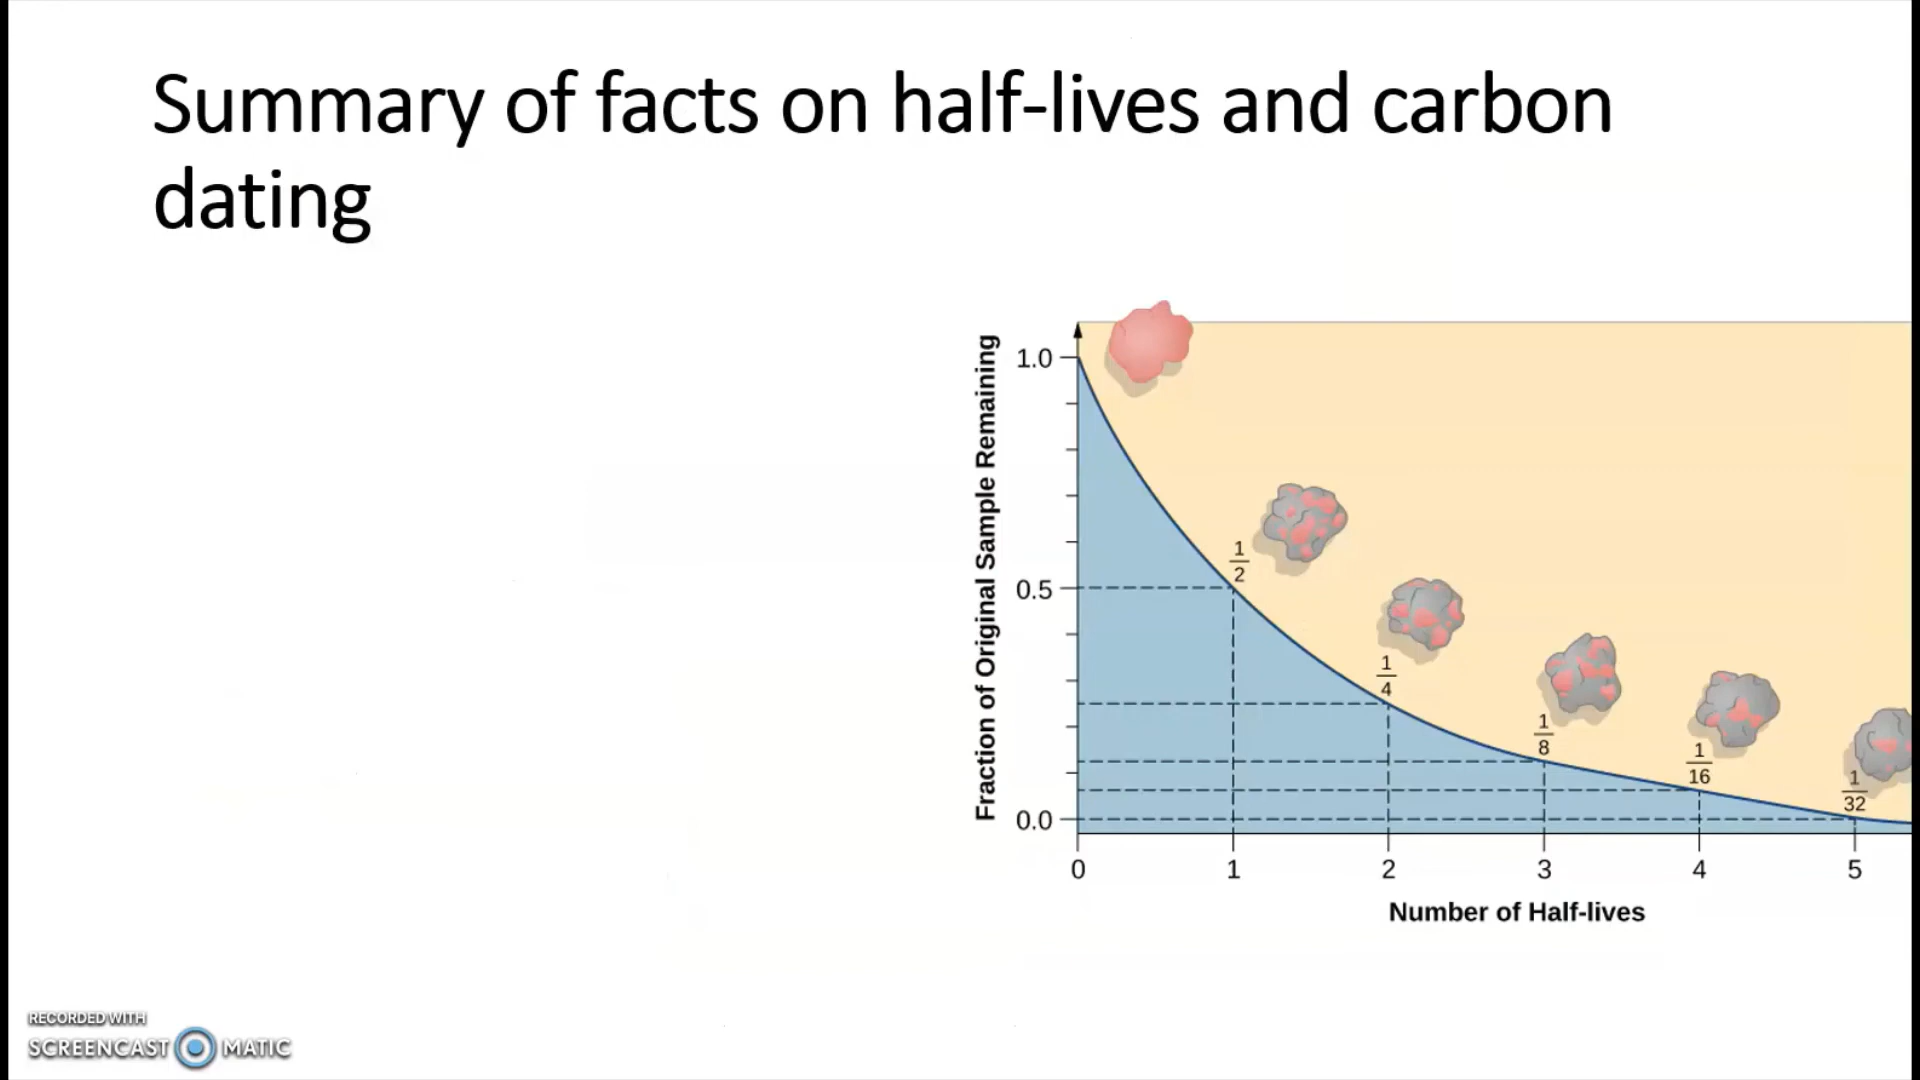 Summary of facts on half-lives and carbon
dating
Fraction of Original Sample Remaining
1.0
0.5
0.0
1
2
1
4
1
8
1
16
1
32
0 1 2 3 4 5
Number of Half-lives
RECORDED WITH
SCREENCAST MATIC